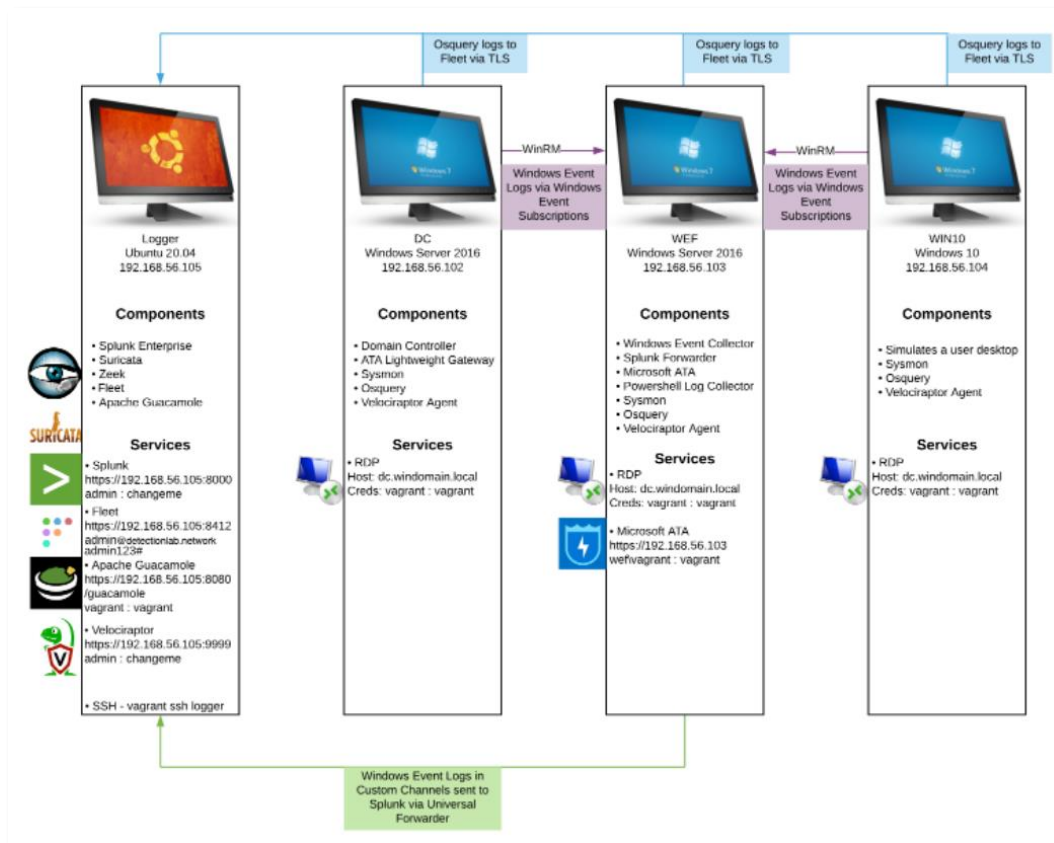 Osquery logs to
Fleet via TLS
Osquery logs to
Fleet via TLS
Osquery logs to
Fleet via TLS
WinRM
Windows Event
Logs via Windows
Event
Subscriptions
WinRM
Windows Event
Logs via Windows
Event
Subscriptions
Logger
Ubuntu 20.04
192.168.56.105
Components
• Splunk Enterprise
• Suricata
• Zeek
• Fleet
• Apache Guacamole
SURICATA
Services
• Splunk
https://192.168.56.105:8000
admin : changeme
• Fleet
https://192.168.56.105:8412
admin@detectionlab.network
admin123#
• Apache Guacamole
https://192.168.56.105:8080
/guacamole
vagrant : vagrant
• Velociraptor
https://192.168.56.105:9999
admin : changeme
V
• SSH - vagrant ssh logger
Windows 7
DC
Windows Server 2016
192.168.56.102
Components
• Domain Controller
• ATA Lightweight Gateway
• Sysmon
• Osquery
• Velociraptor Agent
Services
• RDP
Host: dc.windomain.local
Creds: vagrant : vagrant
Windows 7
WEF
Windows Server 2016
192.168.56.103
Components
• Windows Event Collector
• Splunk Forwarder
• Microsoft ATA
• Powershell Log Collector
• Sysmon
• Osquery
• Velociraptor Agent
Services
• RDP
Host: dc.windomain.local
Creds: vagrant : vagrant
• Microsoft ATA
https://192.168.56.103
wef\vagrant : vagrant
Windows 7
WIN10
Windows 10
192.168.56.104
Components
• Simulates a user desktop
• Sysmon
• Osquery
• Velociraptor Agent
Services
• RDP
Host: dc.windomain.local
Creds: vagrant : vagrant
Windows Event Logs in
Custom Channels sent to
Splunk via Universal
Forwarder